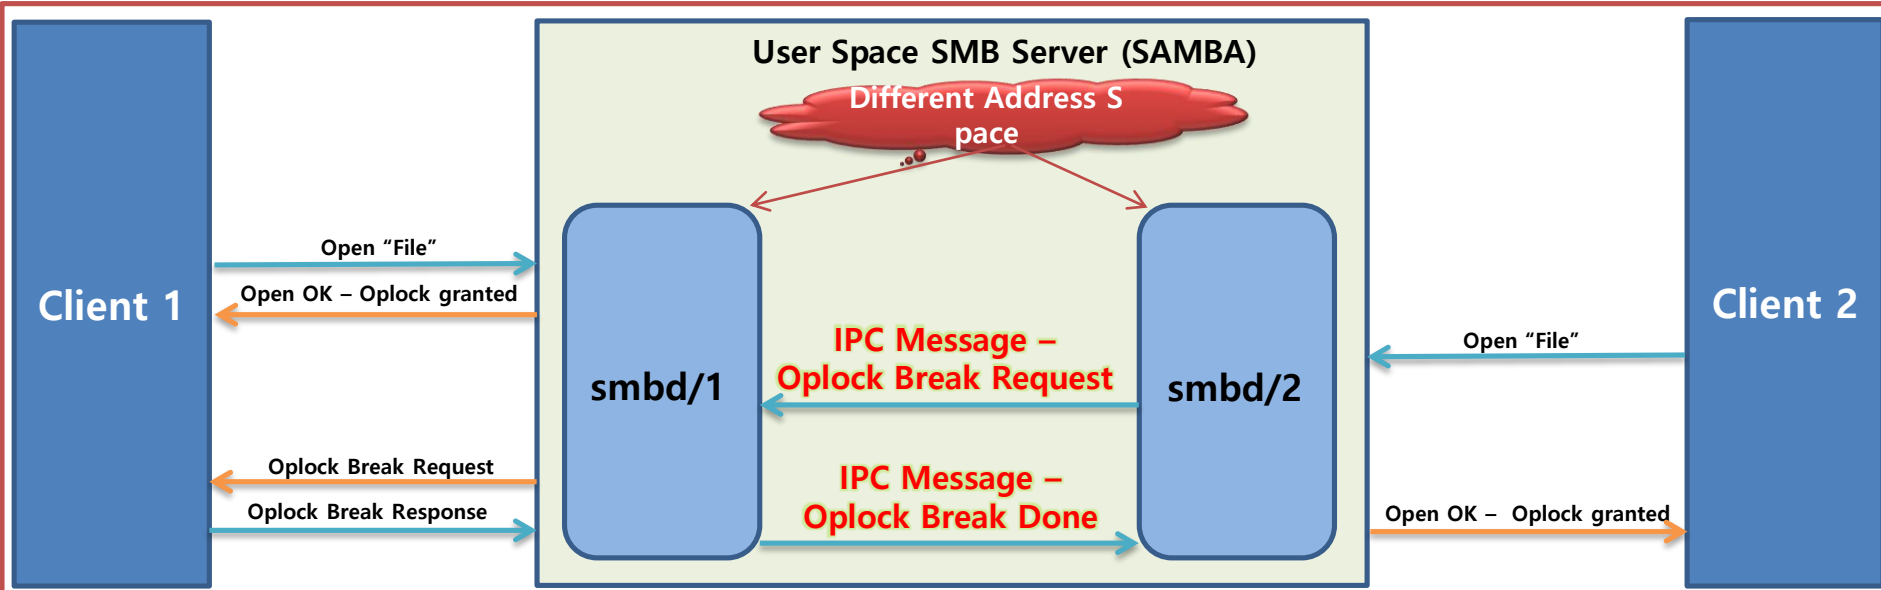 User Space SMB Server (SAMBA)
Different Address S
pace
Open “File”
Open OK – Oplock granted
Client 1
Client 2
IPC Message –
Oplock Break Request
Open “File”
smbd/1
smbd/2
Oplock Break Request
Oplock Break Response
IPC Message –
Oplock Break Done
Open OK – Oplock granted